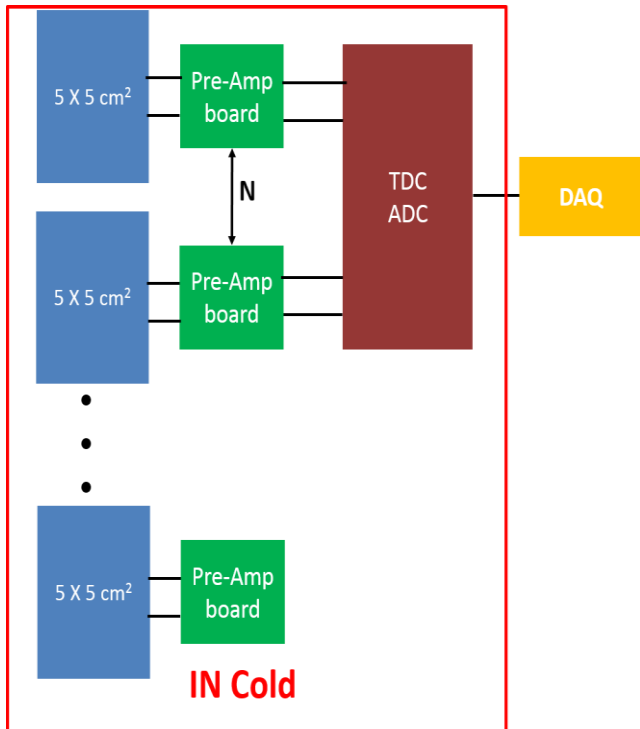 5 X 5 cm²
Pre-Amp
board
TDC
ADC
DAQ
N
5 X 5 cm²
Pre-Amp
board
5 X 5 cm²
Pre-Amp
board
IN Cold